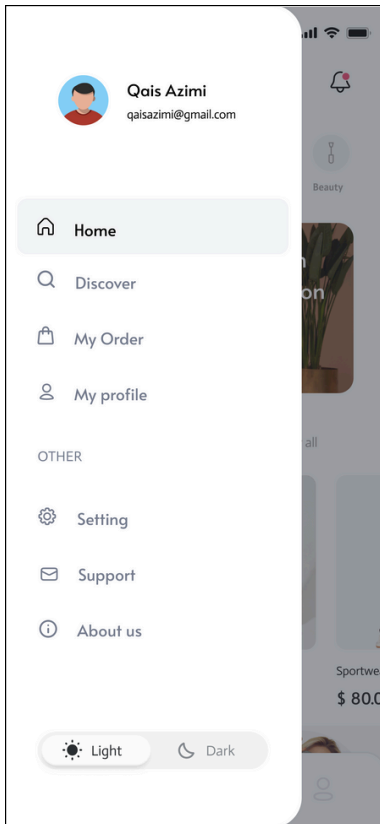 Qais Azimi
qaisazimi@gmail.com
Beauty
Home
Discover
on
My Order
My profile
all
OTHER
Setting
Support
About us
Sportwe
$ 80.0
Light
Dark